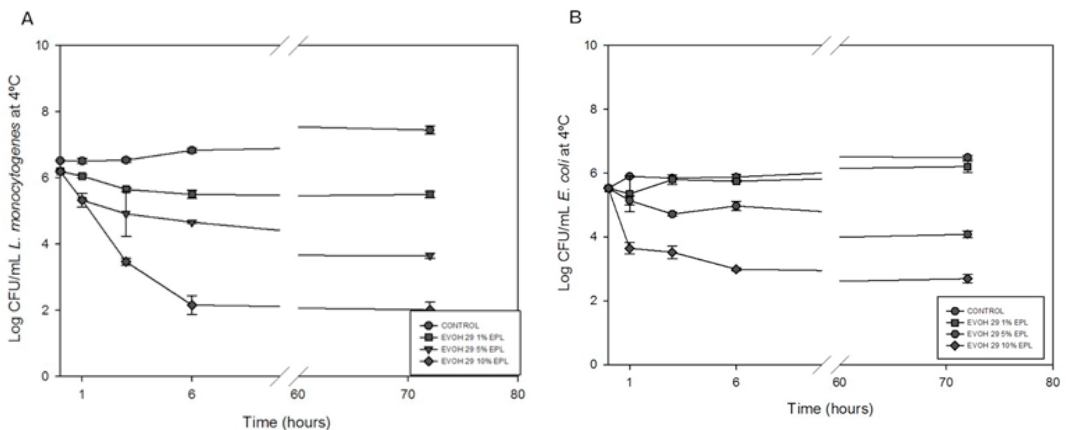 A
Log CFU/mL L. monocytogenes at 4ºC
10
8
6
4
2
0
1
6
60
70
80
Time (hours)
CONTROL
EVOH 29 1% EPL
EVOH 29 5% EPL
EVOH 29 10% EPL
B
Log CFU/mL E. coli at 4ºC
10
8
6
4
2
0
1
6
60
70
80
Time (hours)
CONTROL
EVOH 29 1% EPL
EVOH 29 5% EPL
EVOH 29 10% EPL